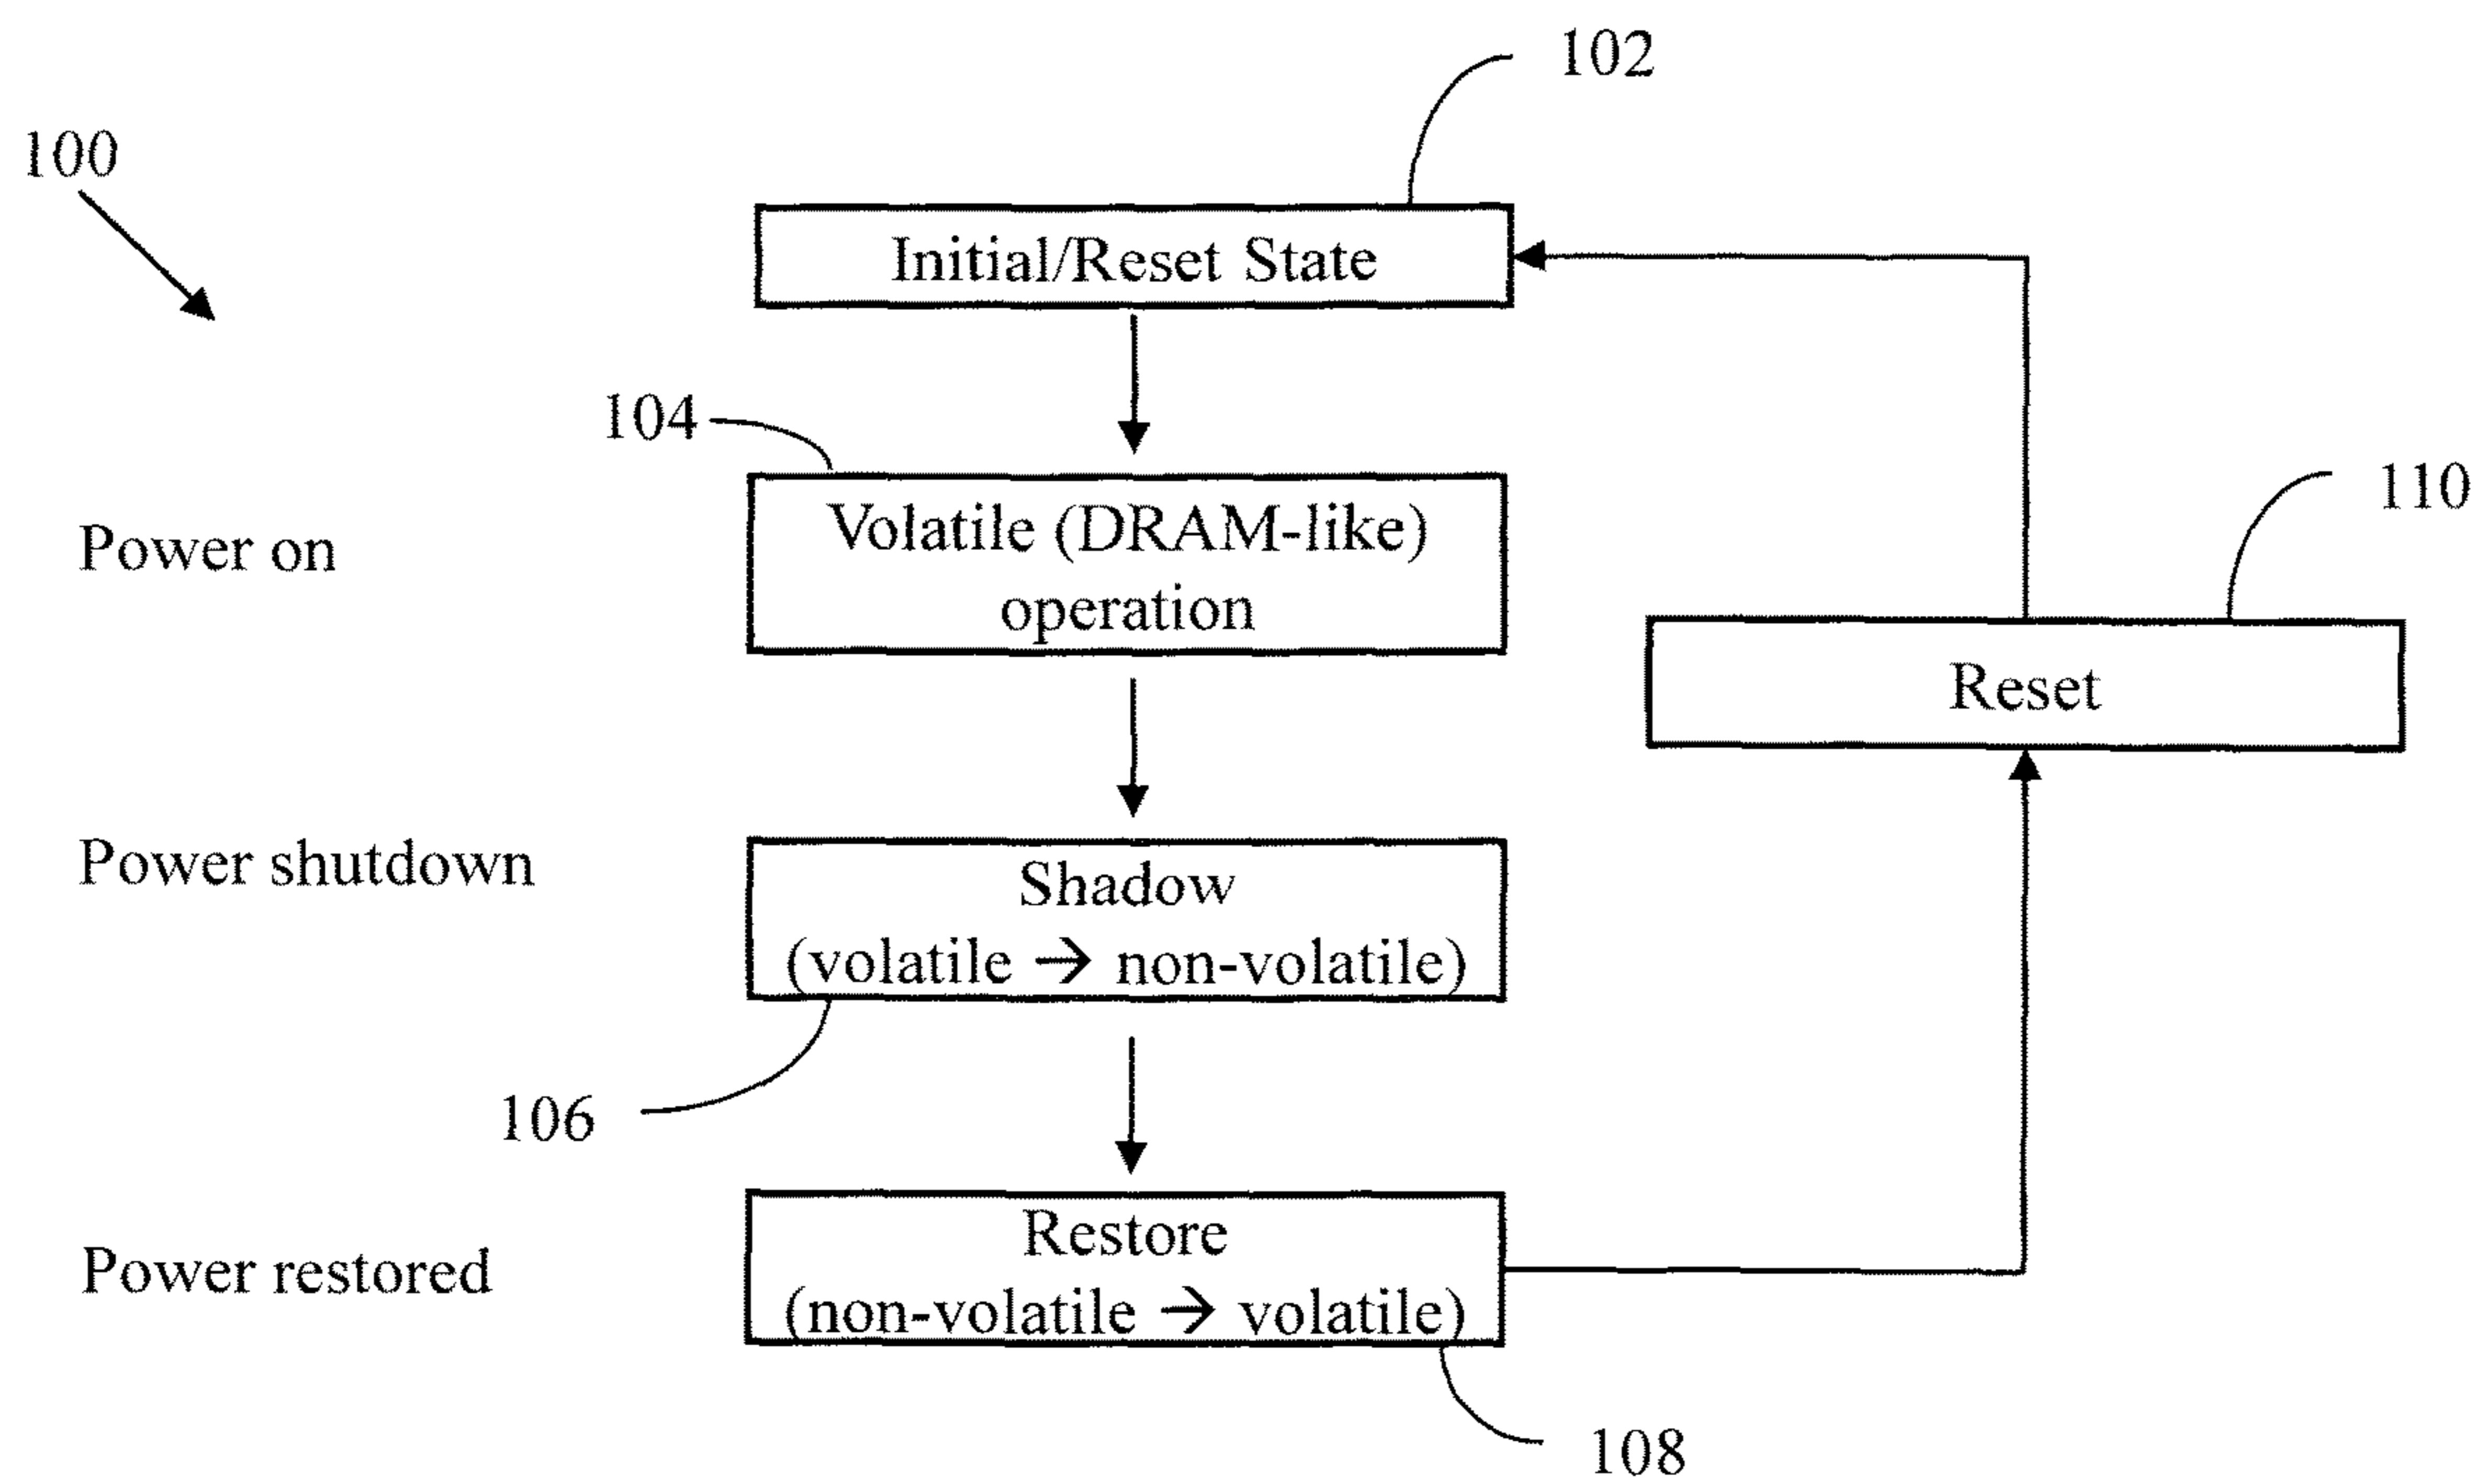 102
100
Initial/Reset State
104
Power on
Volatile (DRAM-like)
operation
110
Reset
Power shutdown
Shadow
(volatile → non-volatile)
106
Power restored
Restore
(non-volatile → volatile)
108